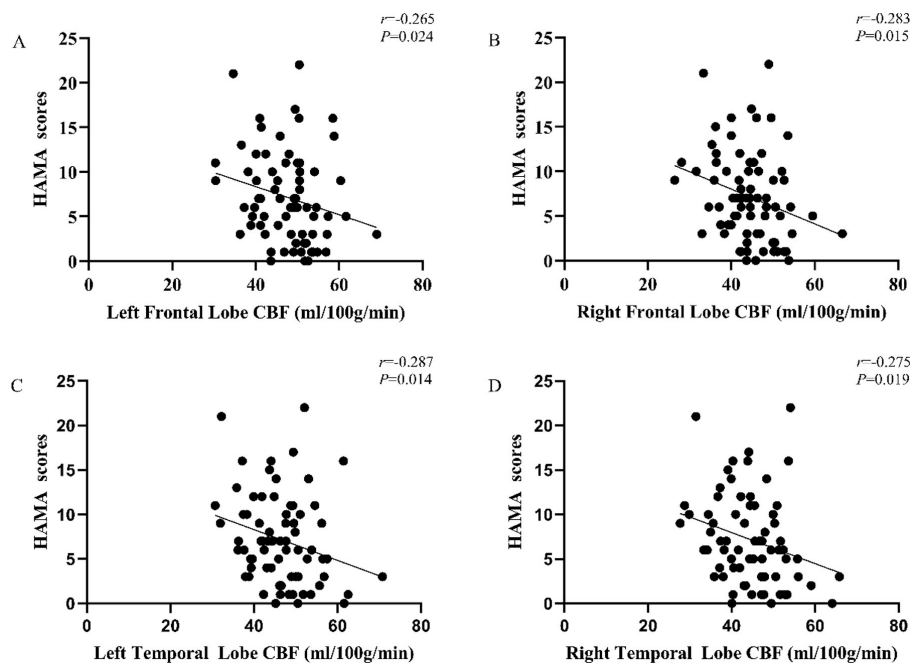 A
r=-0.265
P=0.024
25
20
15
10
5
0
HAMA scores
0 20 40 60 80
Left Frontal Lobe CBF (ml/100g/min)
B
r=-0.283
P=0.015
25
20
15
10
5
0
HAMA scores
0 20 40 60 80
Right Frontal Lobe CBF (ml/100g/min)
C
r=-0.287
P=0.014
25
20
15
10
5
0
HAMA scores
0 20 40 60 80
Left Temporal Lobe CBF (ml/100g/min)
D
r=-0.275
P=0.019
25
20
15
10
5
0
HAMA scores
0 20 40 60 80
Right Temporal Lobe CBF (ml/100g/min)